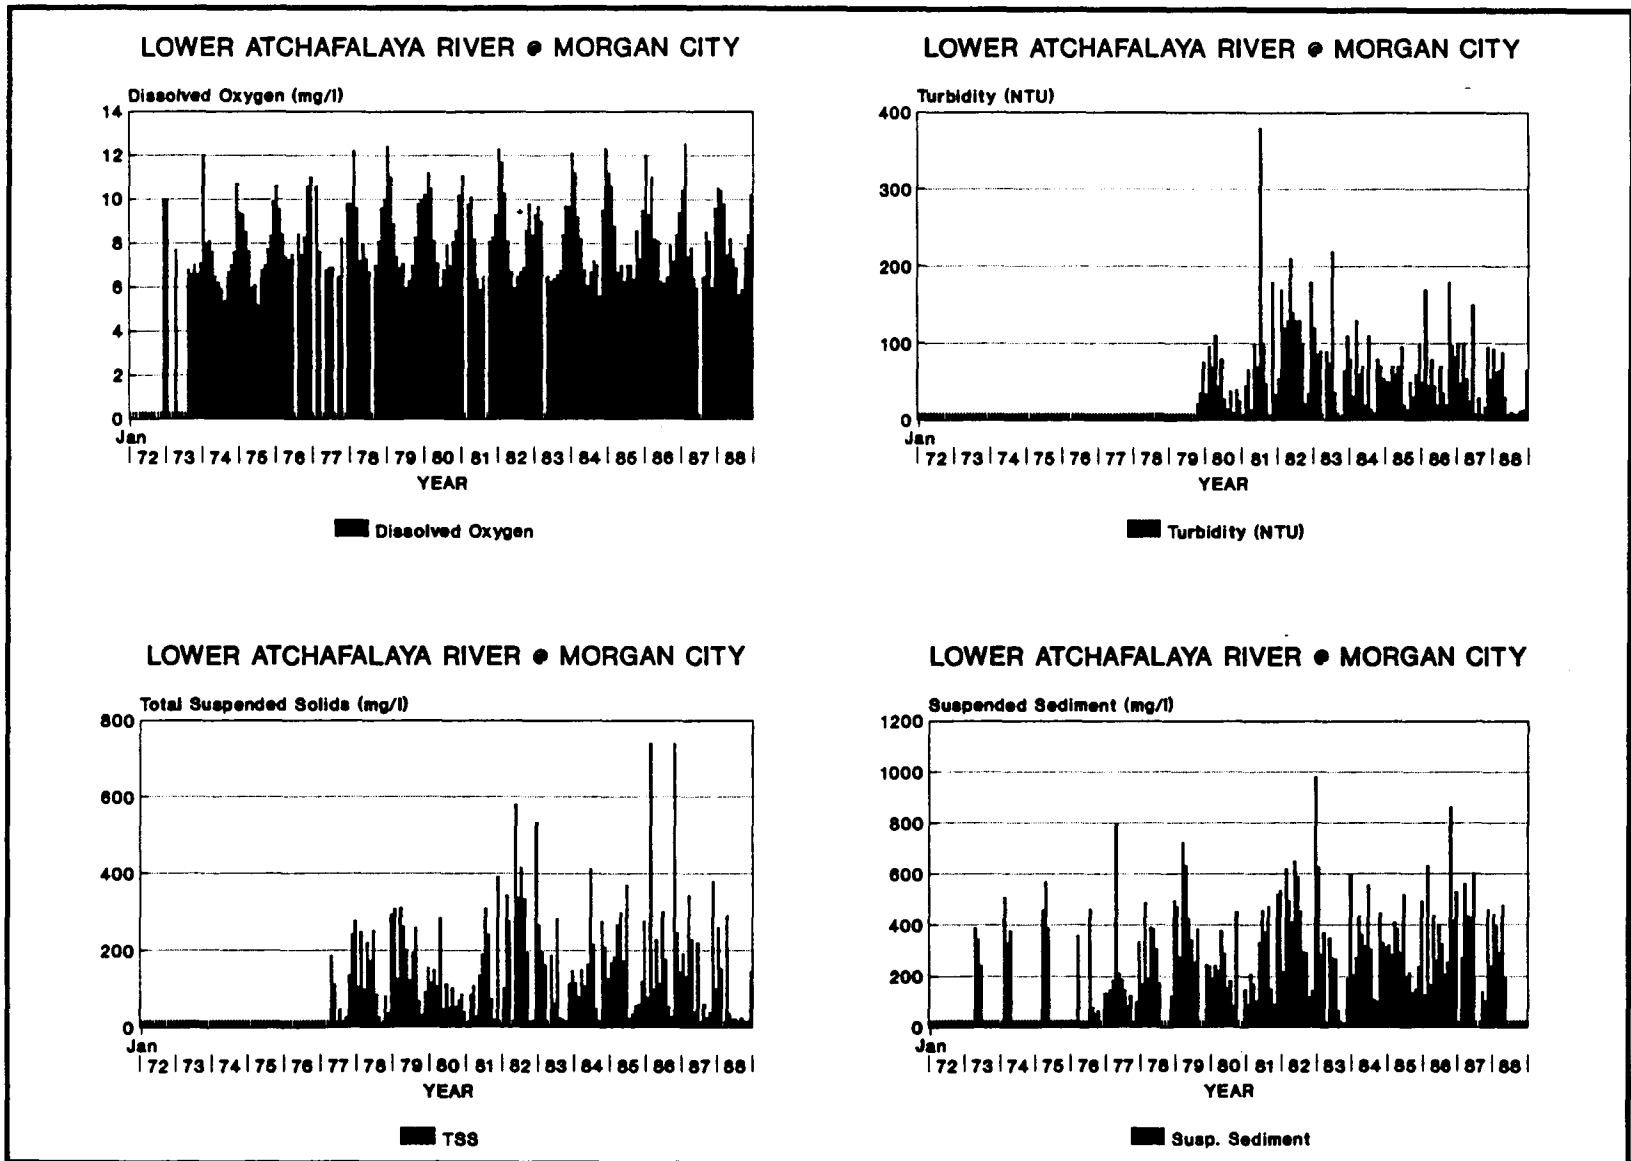 LOWER ATCHAFALAYA RIVER @ MORGAN CITY
Dissolved Oxygen (mg/l)
14
12
10
8
6
4
2
0
Jan
72 73 74 75 76 77 78 79 80 81 82 83 84 85 86 87 88
YEAR
Dissolved Oxygen
LOWER ATCHAFALAYA RIVER @ MORGAN CITY
Turbidity (NTU)
400
300
200
100
0
Jan
72 73 74 75 76 77 78 79 80 81 82 83 84 85 86 87 88
YEAR
Turbidity (NTU)
LOWER ATCHAFALAYA RIVER @ MORGAN CITY
Total Suspended Solids (mg/l)
800
600
400
200
0
Jan
72 73 74 75 76 77 78 79 80 81 82 83 84 85 86 87 88
YEAR
TSS
LOWER ATCHAFALAYA RIVER @ MORGAN CITY
Suspended Sediment (mg/l)
1200
1000
800
600
400
200
0
Jan
72 73 74 75 76 77 78 79 80 81 82 83 84 85 86 87 88
YEAR
Susp. Sediment